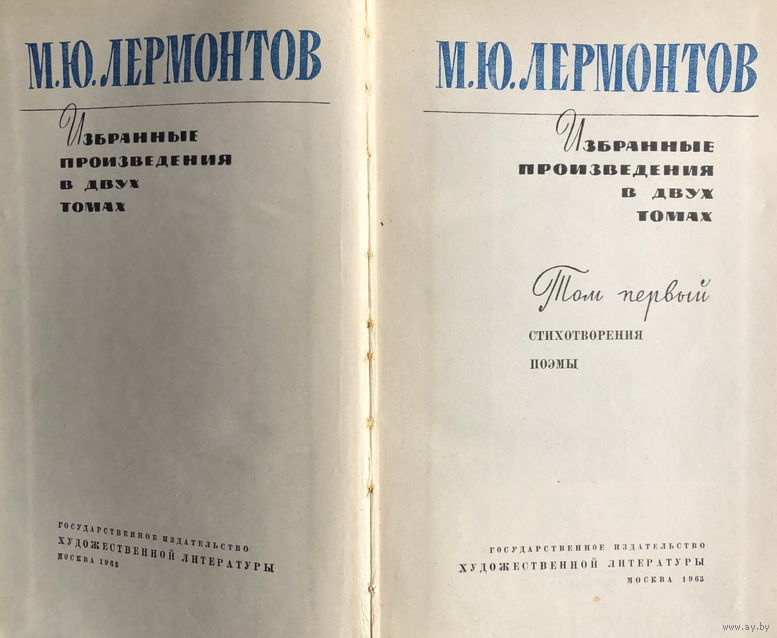 М.Ю.ЛЕРМОНТОВ
ИЗБРАННЫЕ
ПРОИЗВЕДЕНИЯ
В ДВУХ
ТОМАХ
ГОСУДАРСТВЕННОЕ ИЗДАТЕЛЬСТВО
ХУДОЖЕСТВЕННОЙ ЛИТЕРАТУРЫ
МОСКВА 1963
М.Ю.ЛЕРМОНТОВ
ИЗБРАННЫЕ
ПРОИЗВЕДЕНИЯ
В ДВУХ
ТОМАХ
Том первый
СТИХОТВОРЕНИЯ
ПОЭМЫ
ГОСУДАРСТВЕННОЕ ИЗДАТЕЛЬСТВО
ХУДОЖЕСТВЕННОЙ ЛИТЕРАТУРЫ
МОСКВА 1963
www.ay.by